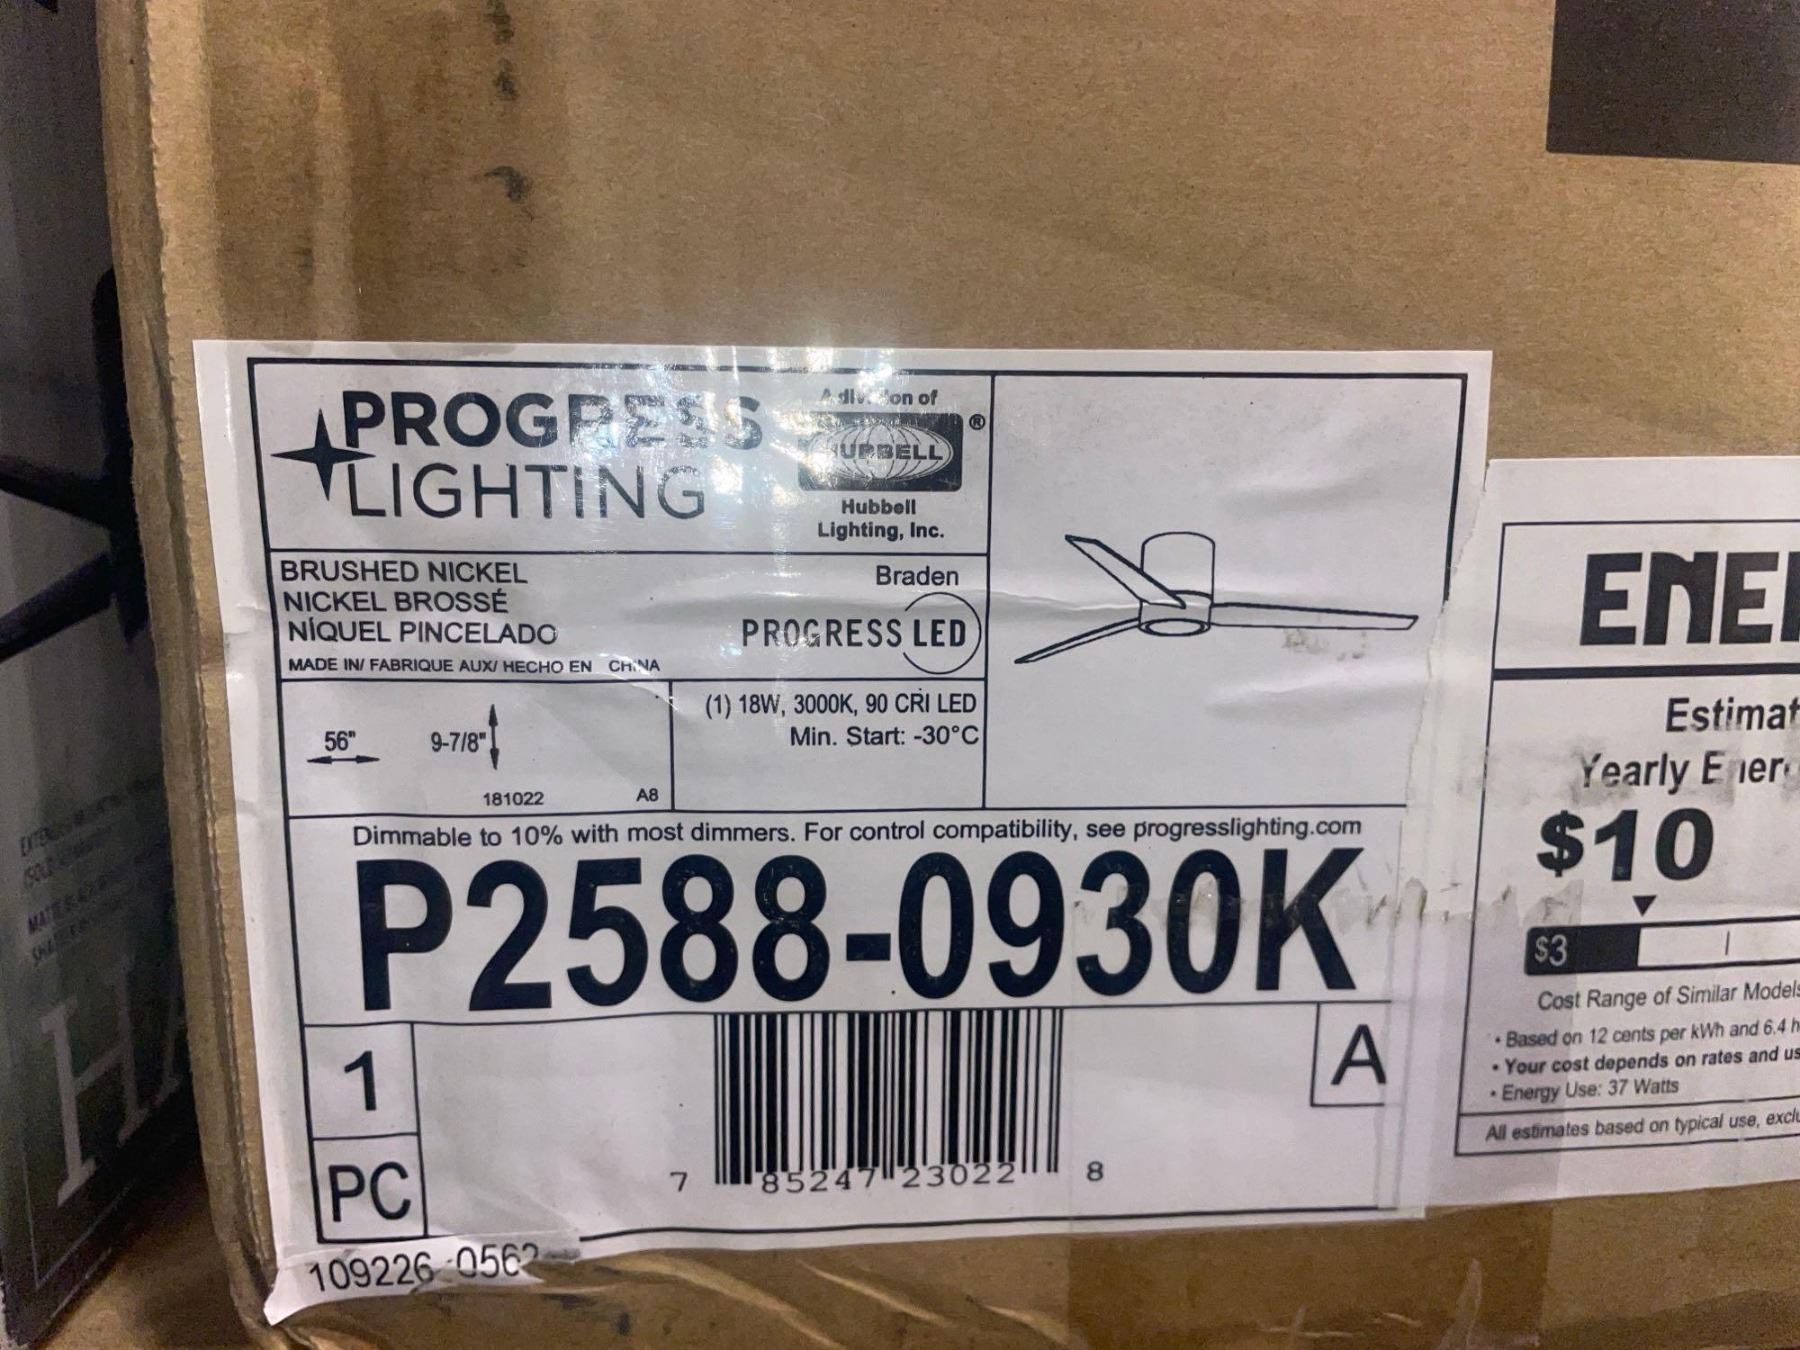 PROGRESS
LIGHTING
A division of
HUBBELL
®
Hubbell
Lighting, Inc.
BRUSHED NICKEL
NICKEL BROSSÉ
NÍQUEL PINCELADO
MADE IN/ FABRIQUE AUX/ HECHO EN CHINA
Braden
PROGRESS LED
56"
9-7/8"
181022
A8
(1) 18W, 3000K, 90 CRI LED
Min. Start: -30°C
Dimmable to 10% with most dimmers. For control compatibility, see progresslighting.com
P2588-0930K
1
PC
A
7 85247 23022 8
109226-0562
ENE
Estimat
Yearly Ener
$10
$3
Cost Range of Similar Models
• Based on 12 cents per kWh and 6.4 h
• Your cost depends on rates and us
• Energy Use: 37 Watts
All estimates based on typical use, exclu